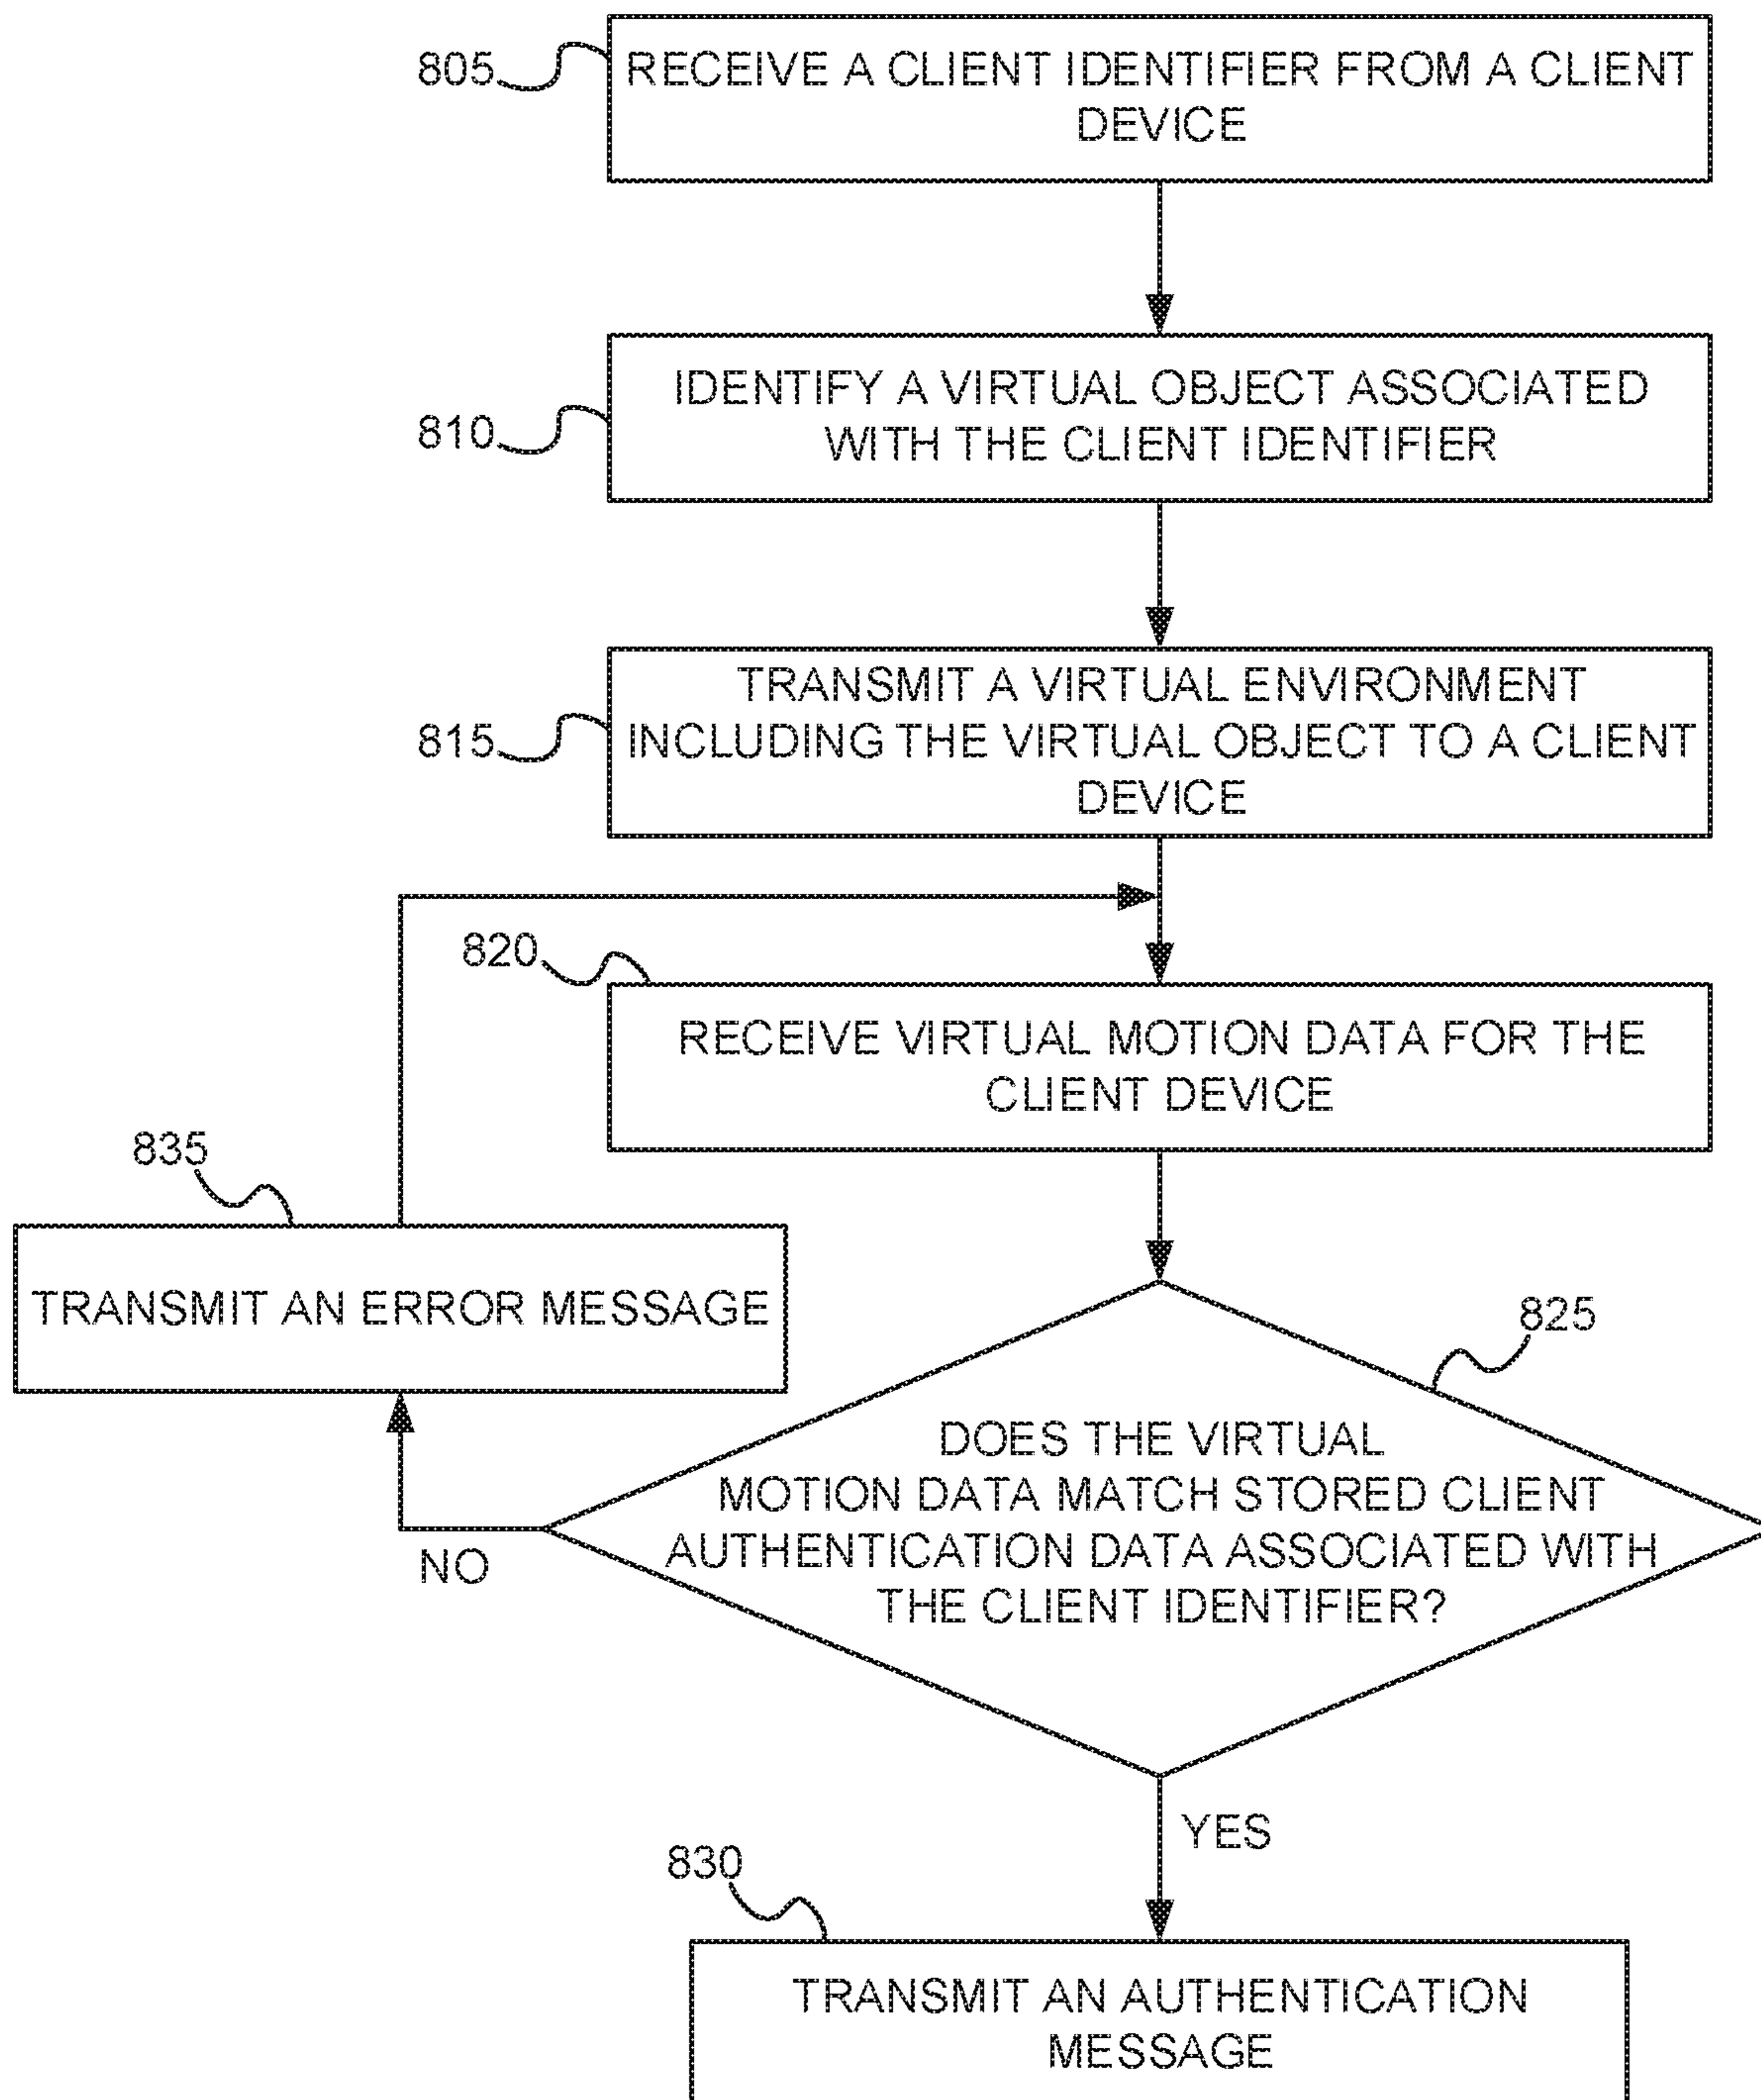 805
RECEIVE A CLIENT IDENTIFIER FROM A CLIENT
DEVICE
810
IDENTIFY A VIRTUAL OBJECT ASSOCIATED
WITH THE CLIENT IDENTIFIER
815
TRANSMIT A VIRTUAL ENVIRONMENT
INCLUDING THE VIRTUAL OBJECT TO A CLIENT
DEVICE
820
RECEIVE VIRTUAL MOTION DATA FOR THE
CLIENT DEVICE
835
TRANSMIT AN ERROR MESSAGE
825
DOES THE VIRTUAL
MOTION DATA MATCH STORED CLIENT
AUTHENTICATION DATA ASSOCIATED WITH
THE CLIENT IDENTIFIER?
NO
YES
830
TRANSMIT AN AUTHENTICATION
MESSAGE